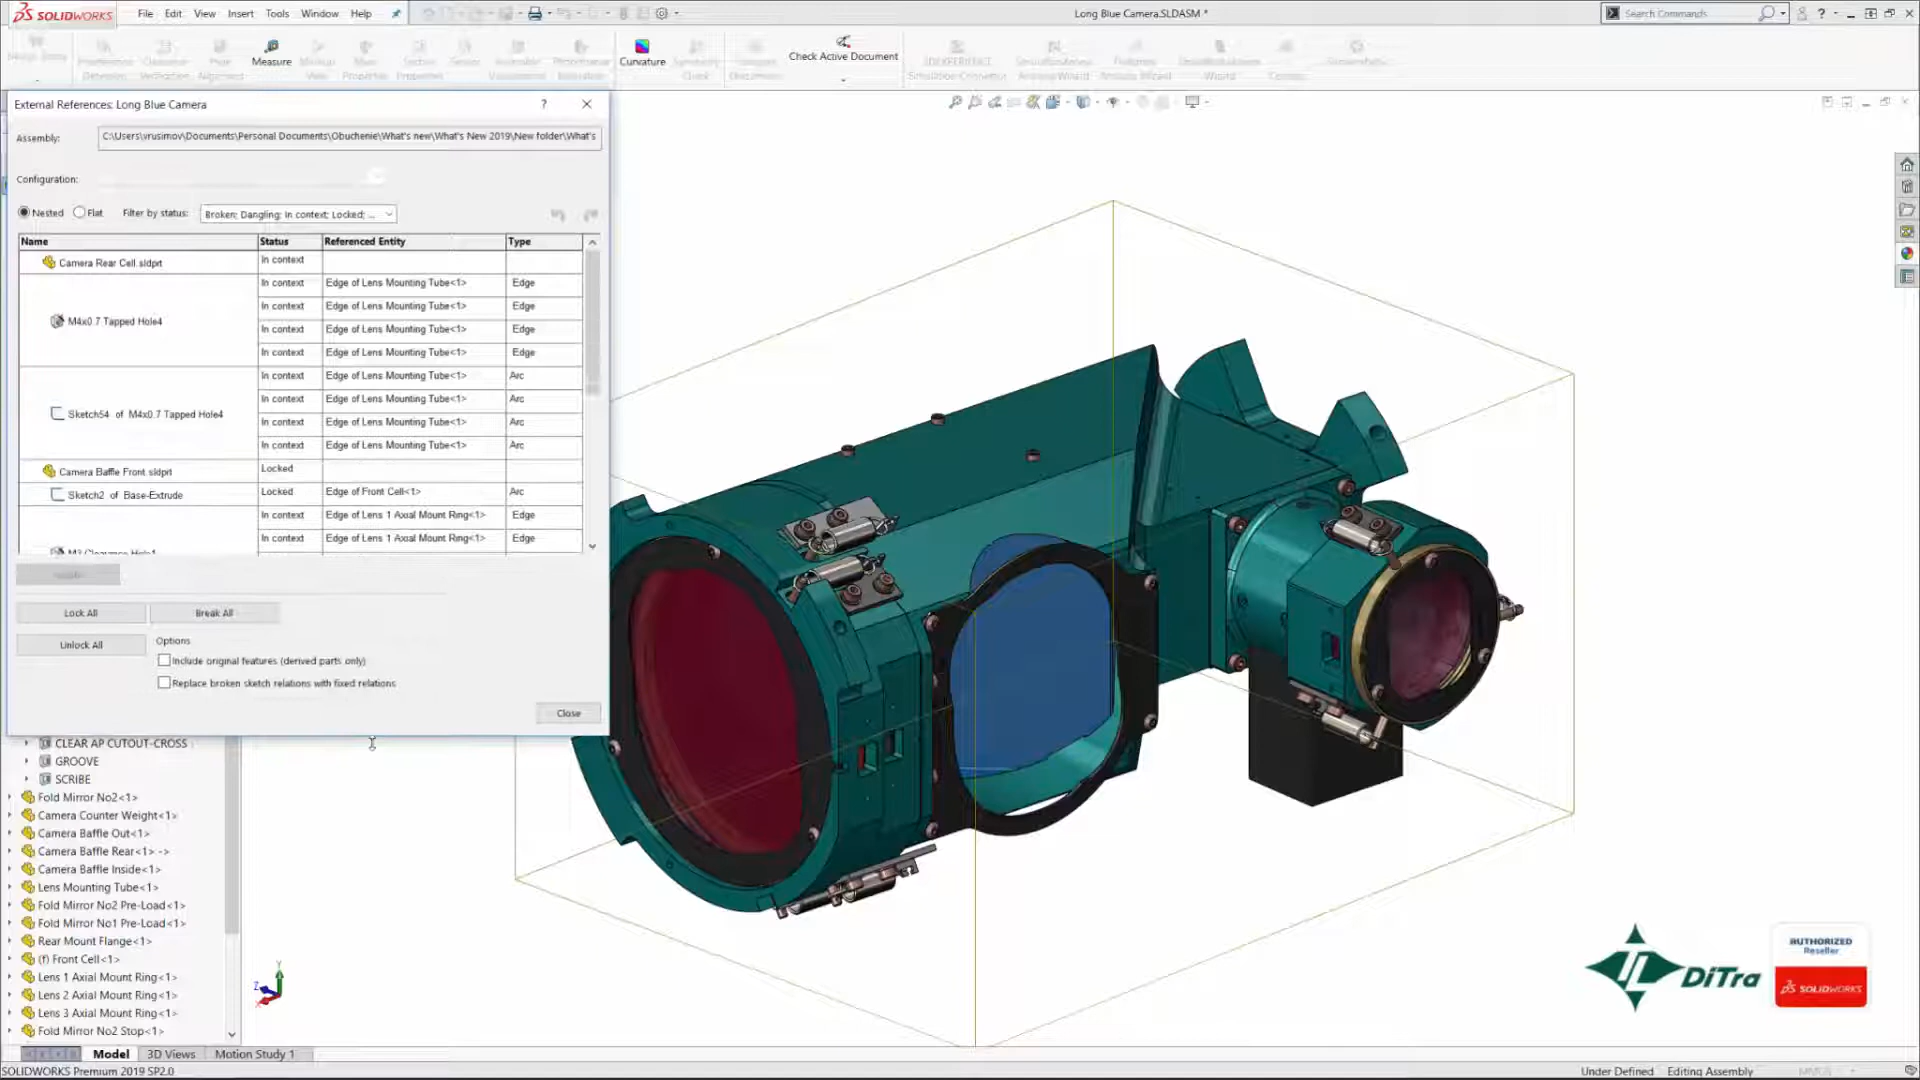 SOLIDWORKS
File
Edit
View
Insert
Tools
Window
Help
Long Blue Camera.SLDASM *
Search Commands
?
Measure
Curvature
Check Active Document
External References: Long Blue Camera
?
Assembly:
C:\Users\vrusimov\Documents\Personal Documents\Obuchenie\What's new\What's New 2019\New folder\What's
Configuration:
Nested
Flat
Filter by status:
Broken; Dangling; In context; Locked; ...
Name
Status
Referenced Entity
Type
Camera Rear Cell.sldprt
In context
In context
Edge of Lens Mounting Tube<1>
Edge
In context
Edge of Lens Mounting Tube<1>
Edge
M4x0.7 Tapped Hole4
In context
Edge of Lens Mounting Tube<1>
Edge
In context
Edge of Lens Mounting Tube<1>
Edge
In context
Edge of Lens Mounting Tube<1>
Arc
In context
Edge of Lens Mounting Tube<1>
Arc
Sketch54 of M4x0.7 Tapped Hole4
In context
Edge of Lens Mounting Tube<1>
Arc
In context
Edge of Lens Mounting Tube<1>
Arc
Camera Baffle Front.sldprt
Locked
Sketch2 of Base-Extrude
Locked
Edge of Front Cell<1>
Arc
In context
Edge of Lens 1 Axial Mount Ring<1>
Edge
In context
Edge of Lens 1 Axial Mount Ring<1>
Edge
M3 Clearance Hole1
Lock All
Break All
Unlock All
Options
Include original features (derived parts only)
Replace broken sketch relations with fixed relations
Close
CLEAR AP CUTOUT-CROSS
GROOVE
SCRIBE
Fold Mirror No2<1>
Camera Counter Weight<1>
Camera Baffle Out<1>
Camera Baffle Rear<1> ->
Camera Baffle Inside<1>
Lens Mounting Tube<1>
Fold Mirror No2 Pre-Load<1>
Fold Mirror No1 Pre-Load<1>
Rear Mount Flange<1>
(f) Front Cell<1>
Lens 1 Axial Mount Ring<1>
Lens 2 Axial Mount Ring<1>
Lens 3 Axial Mount Ring<1>
Fold Mirror No2 Stop<1>
Y
Z
X
DiTra
AUTHORIZED
Reseller
SOLIDWORKS
Model
3D Views
Motion Study 1
SOLIDWORKS Premium 2019 SP2.0
Under Defined
Editing Assembly